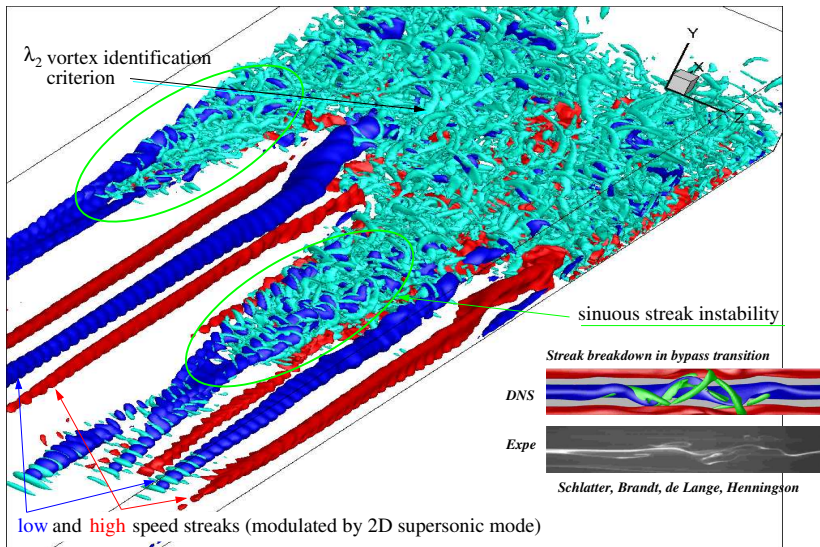 λ₂ vortex identification
criterion
Y
X
Z
sinuous streak instability
Streak breakdown in bypass transition
DNS
Expe
Schlatter, Brandt, de Lange, Henningson
low and high speed streaks (modulated by 2D supersonic mode)